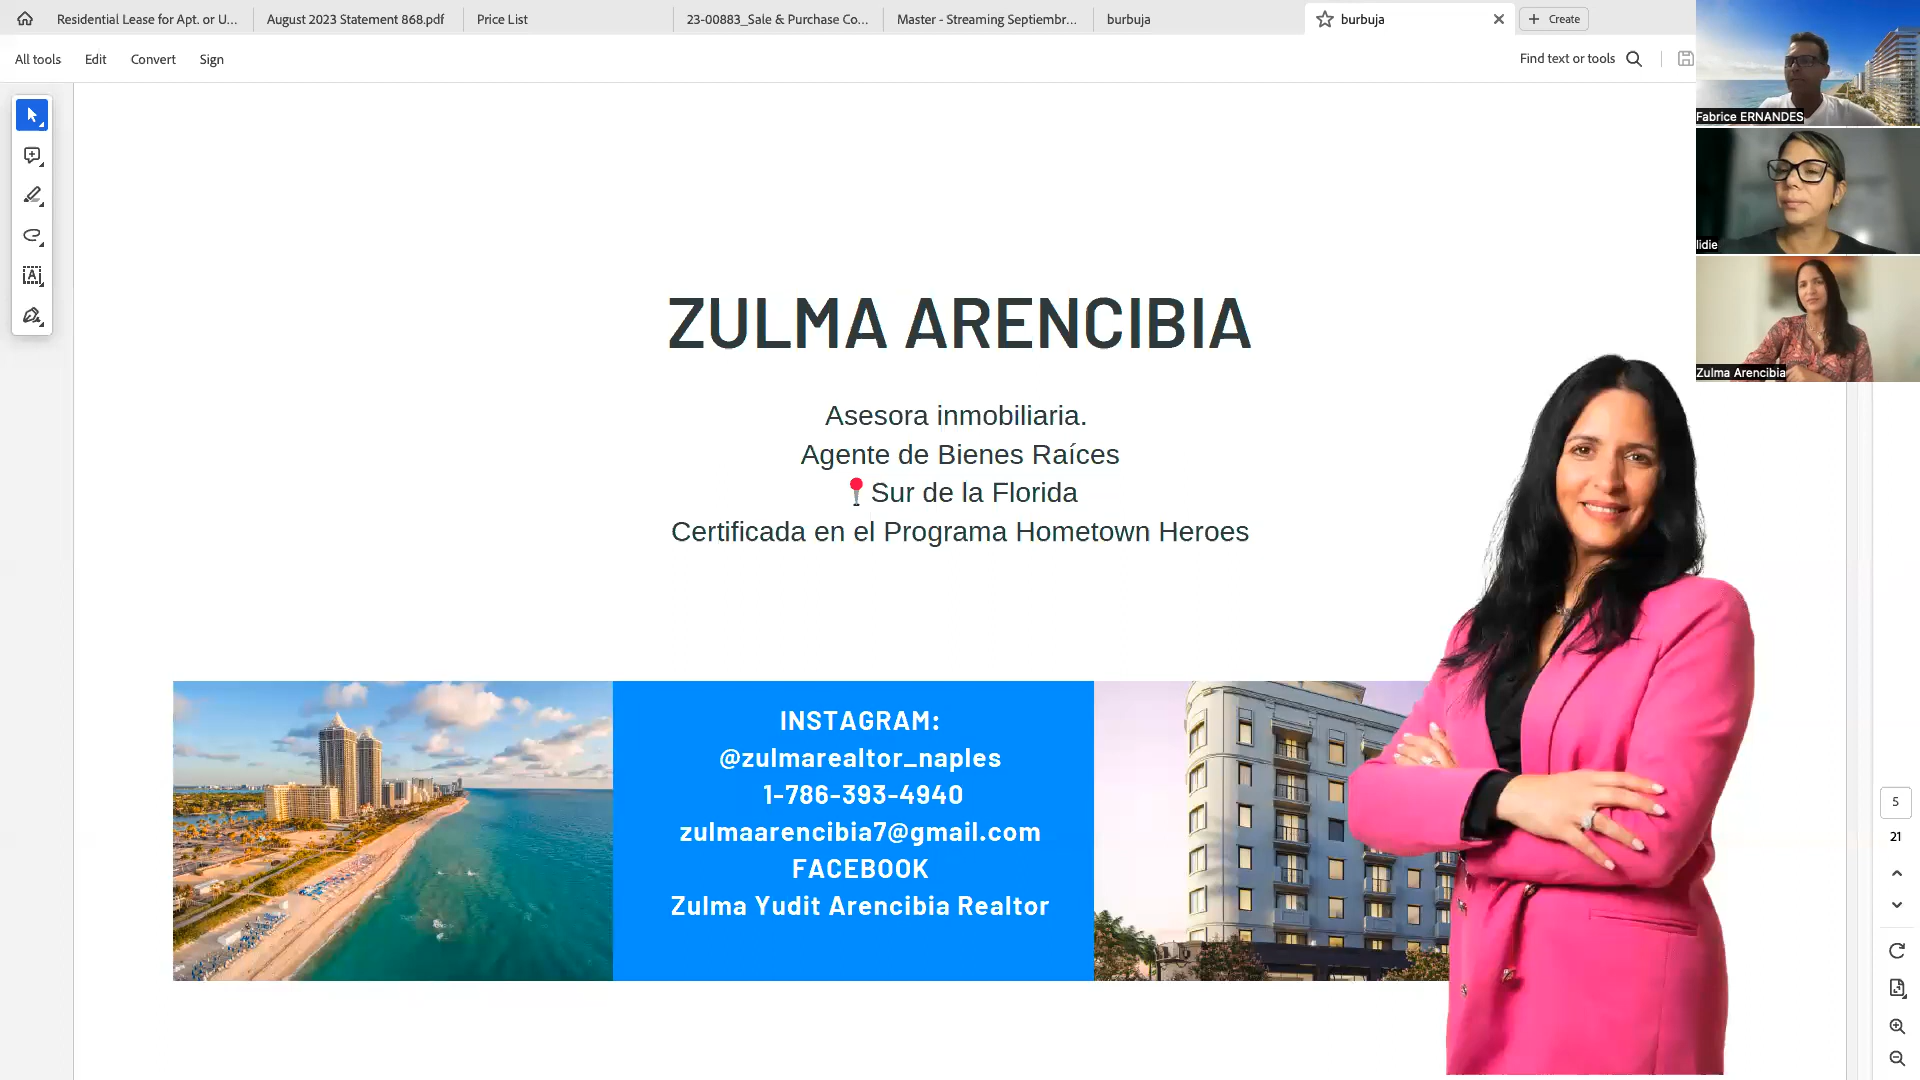 Residential Lease for Apt. or U...
August 2023 Statement 868.pdf
Price List
23-00883_Sale & Purchase Co...
Master - Streaming Septiembr...
burbuja
burbuja
Create
All tools
Edit
Convert
Sign
Find text or tools
Fabrice ERNANDES
lidie
Zulma Arencibia
ZULMA ARENCIBIA
Asesora inmobiliaria.
Agente de Bienes Raíces
📍Sur de la Florida
Certificada en el Programa Hometown Heroes
INSTAGRAM:
@zulmarealtor_naples
1-786-393-4940
zulmaarencibia7@gmail.com
FACEBOOK
Zulma Yudit Arencibia Realtor
5
21